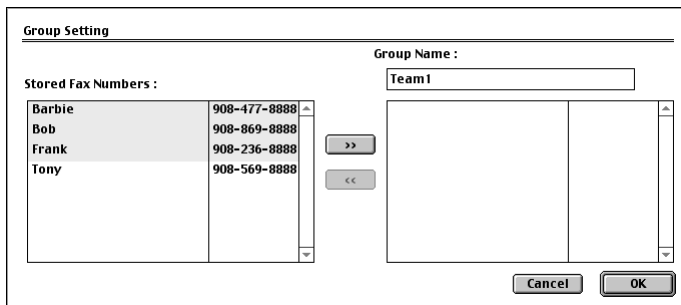 Group Setting
Group Name :
Team1
Stored Fax Numbers :
Barbie 908-477-8888
Bob 908-869-8888
Frank 908-236-8888
Tony 908-569-8888
>>
<<
Cancel OK